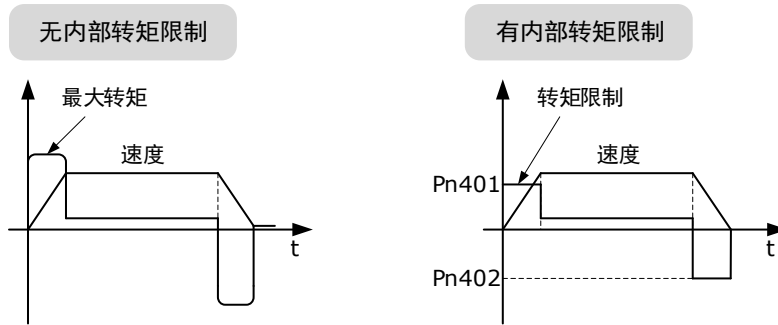 无内部转矩限制
最大转矩
速度
t
有内部转矩限制
转矩限制
速度
Pn401
t
Pn402